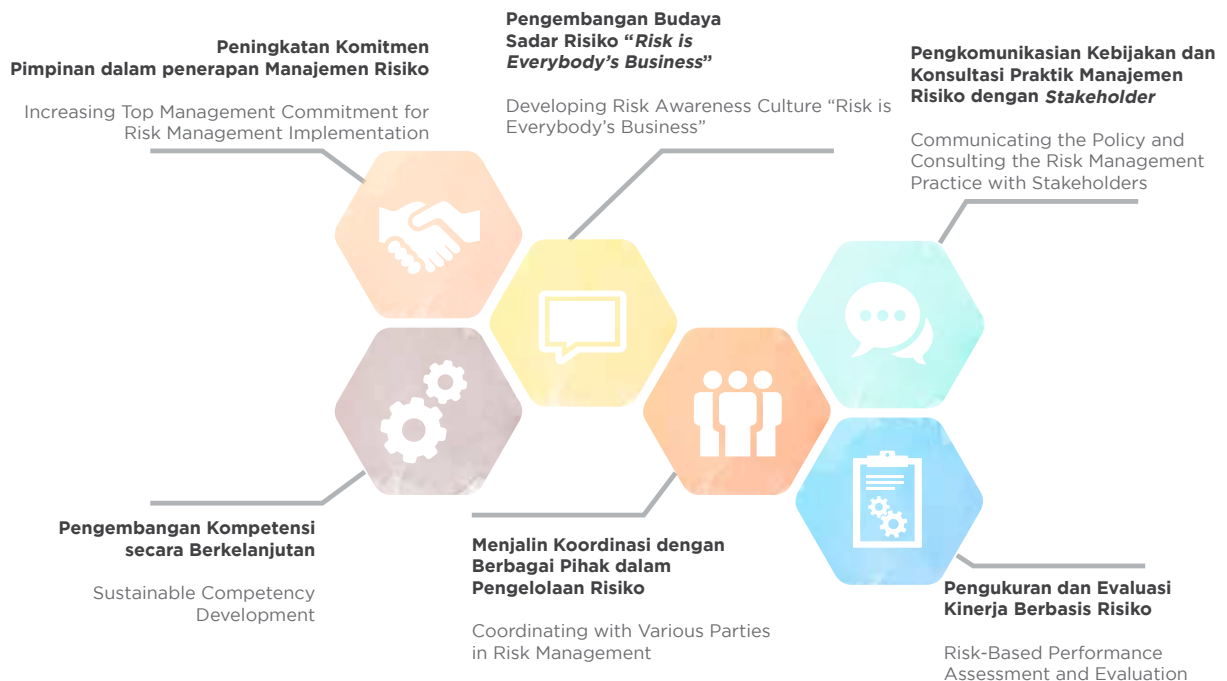 Peningkatan Komitmen
Pimpinan dalam penerapan Manajemen Risiko
Increasing Top Management Commitment for
Risk Management Implementation
Pengembangan Budaya
Sadar Risiko “Risk is
Everybody’s Business”
Developing Risk Awareness Culture “Risk is
Everybody’s Business”
Pengkomunikasian Kebijakan dan
Konsultasi Praktik Manajemen
Risiko dengan Stakeholder
Communicating the Policy and
Consulting the Risk Management
Practice with Stakeholders
Pengembangan Kompetensi
secara Berkelanjutan
Sustainable Competency
Development
Menjalin Koordinasi dengan
Berbagai Pihak dalam
Pengelolaan Risiko
Coordinating with Various Parties
in Risk Management
Pengukuran dan Evaluasi
Kinerja Berbasis Risiko
Risk-Based Performance
Assessment and Evaluation